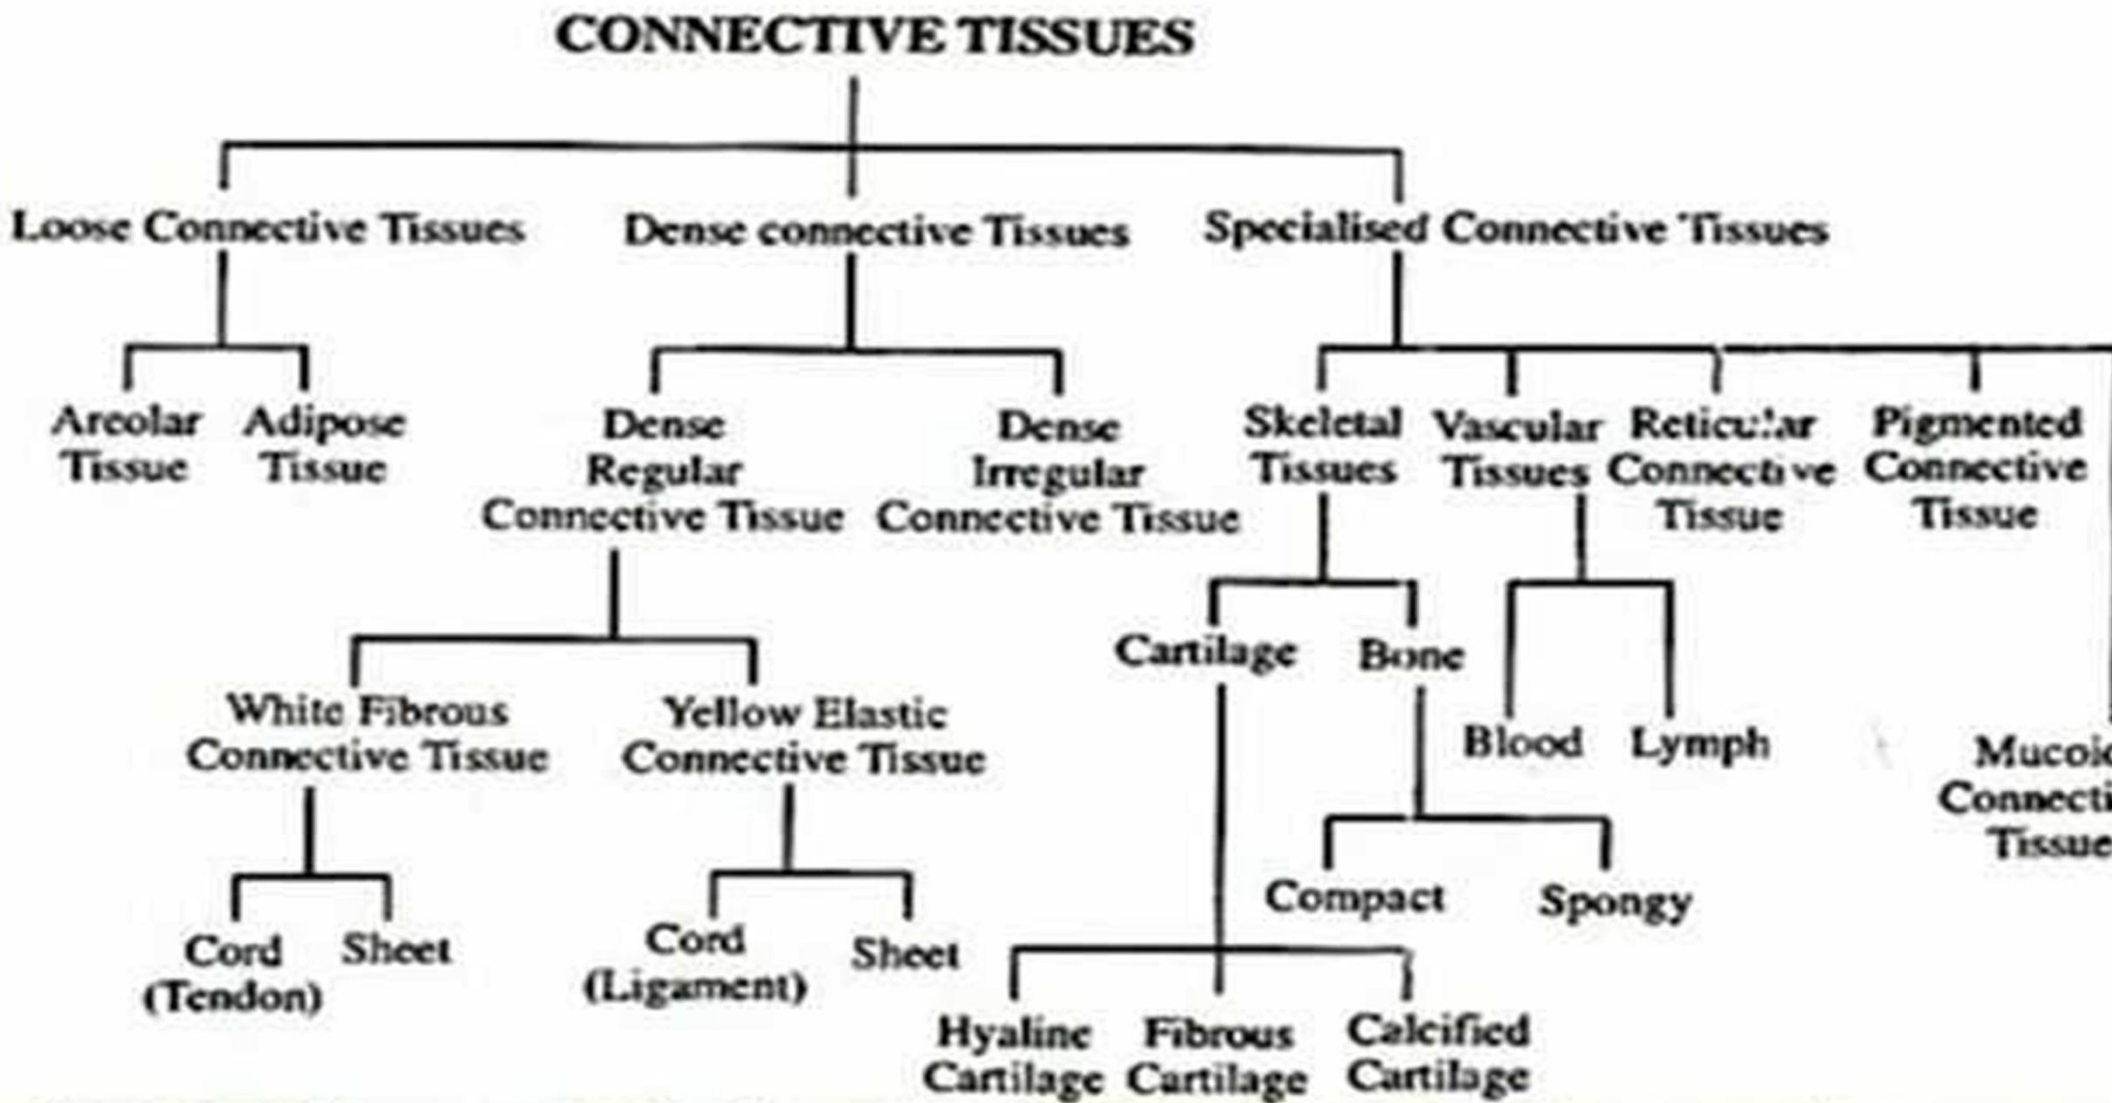 CONNECTIVE TISSUES
Loose Connective Tissues
Dense connective Tissues
Specialised Connective Tissues
Areolar
Tissue
Adipose
Tissue
Dense
Regular
Connective Tissue
Dense
Irregular
Connective Tissue
Skeletal
Tissues
Vascular
Tissues
Reticular
Connective
Tissue
Pigmented
Connective
Tissue
White Fibrous
Connective Tissue
Yellow Elastic
Connective Tissue
Cartilage
Bone
Blood
Lymph
Tissue
Compact
Spongy
Cord
(Tendon)
Sheet
Cord
(Ligament)
Sheet
Hyaline
Cartilage
Fibrous
Cartilage
Calcified
Cartilage